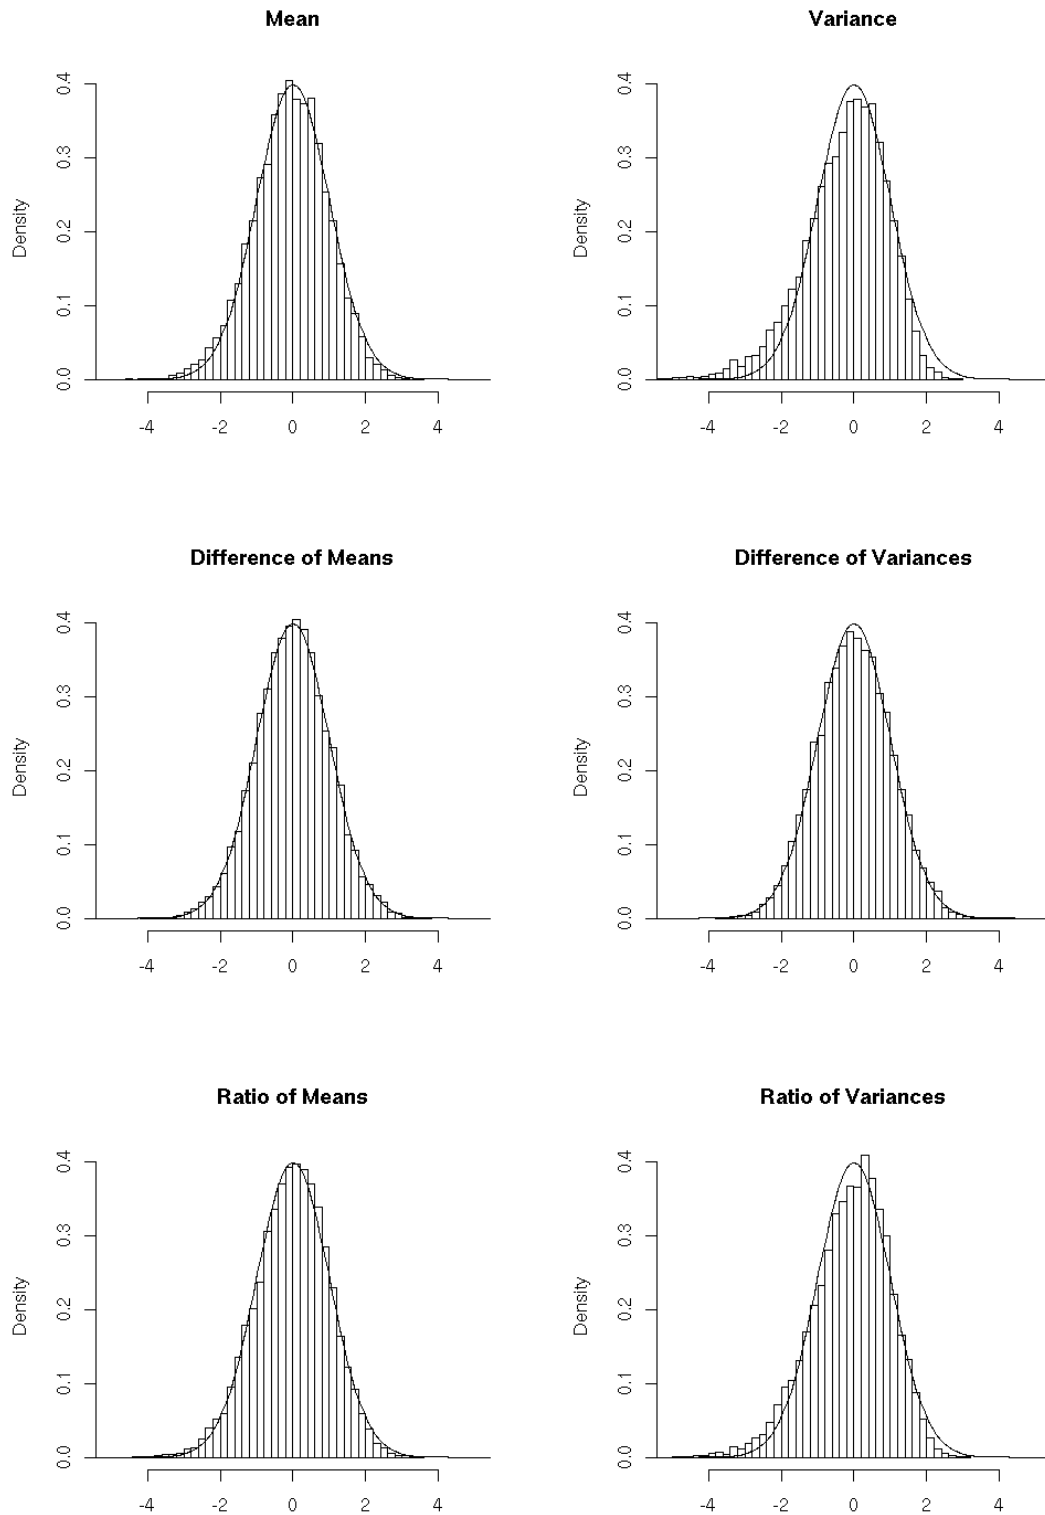 Mean
Variance
Density
0.0 0.1 0.2 0.3 0.4
-4 -2 0 2 4
Density
0.0 0.1 0.2 0.3 0.4
-4 -2 0 2 4
Difference of Means
Difference of Variances
Density
0.0 0.1 0.2 0.3 0.4
-4 -2 0 2 4
Density
0.0 0.1 0.2 0.3 0.4
-4 -2 0 2 4
Ratio of Means
Ratio of Variances
Density
0.0 0.1 0.2 0.3 0.4
-4 -2 0 2 4
Density
0.0 0.1 0.2 0.3 0.4
-4 -2 0 2 4